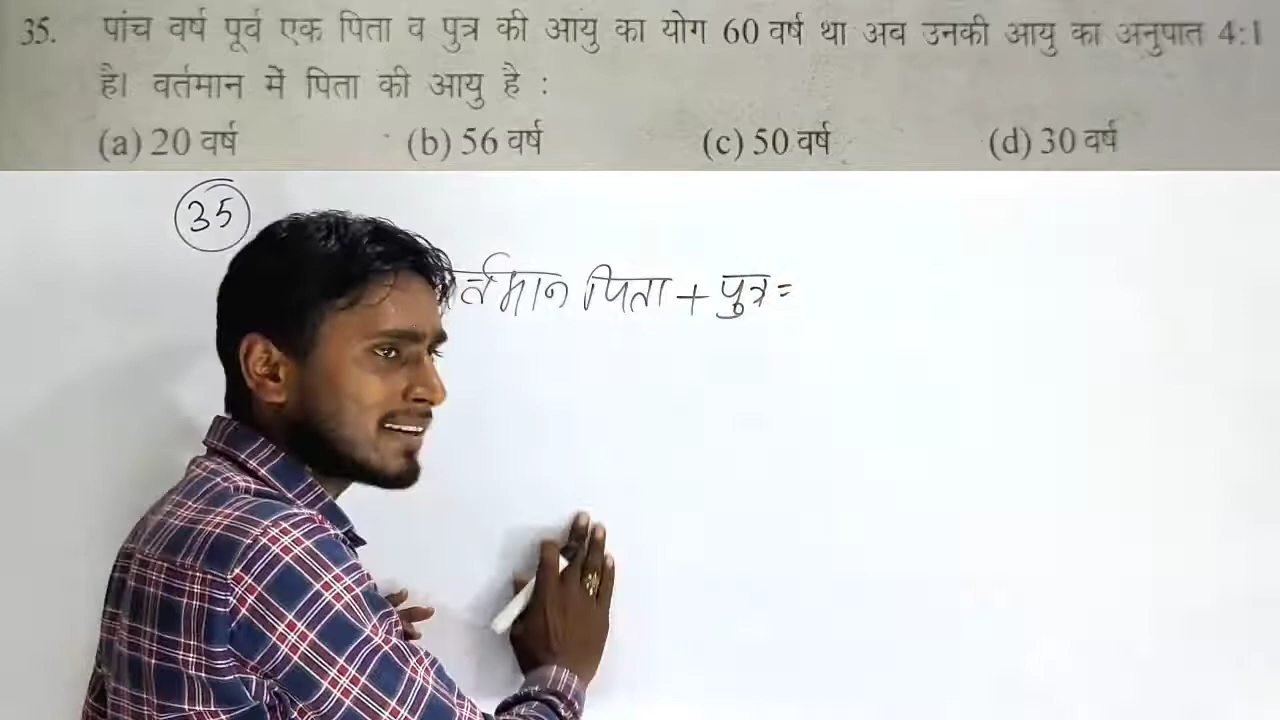 35. पांच वर्ष पूर्व एक पिता व पुत्र की आयु का योग 60 वर्ष था अब उनकी आयु का अनुपात 4:1
है। वर्तमान में पिता की आयु है :
(a) 20 वर्ष (b) 56 वर्ष (c) 50 वर्ष (d) 30 वर्ष
35
पिता + पुत्र =